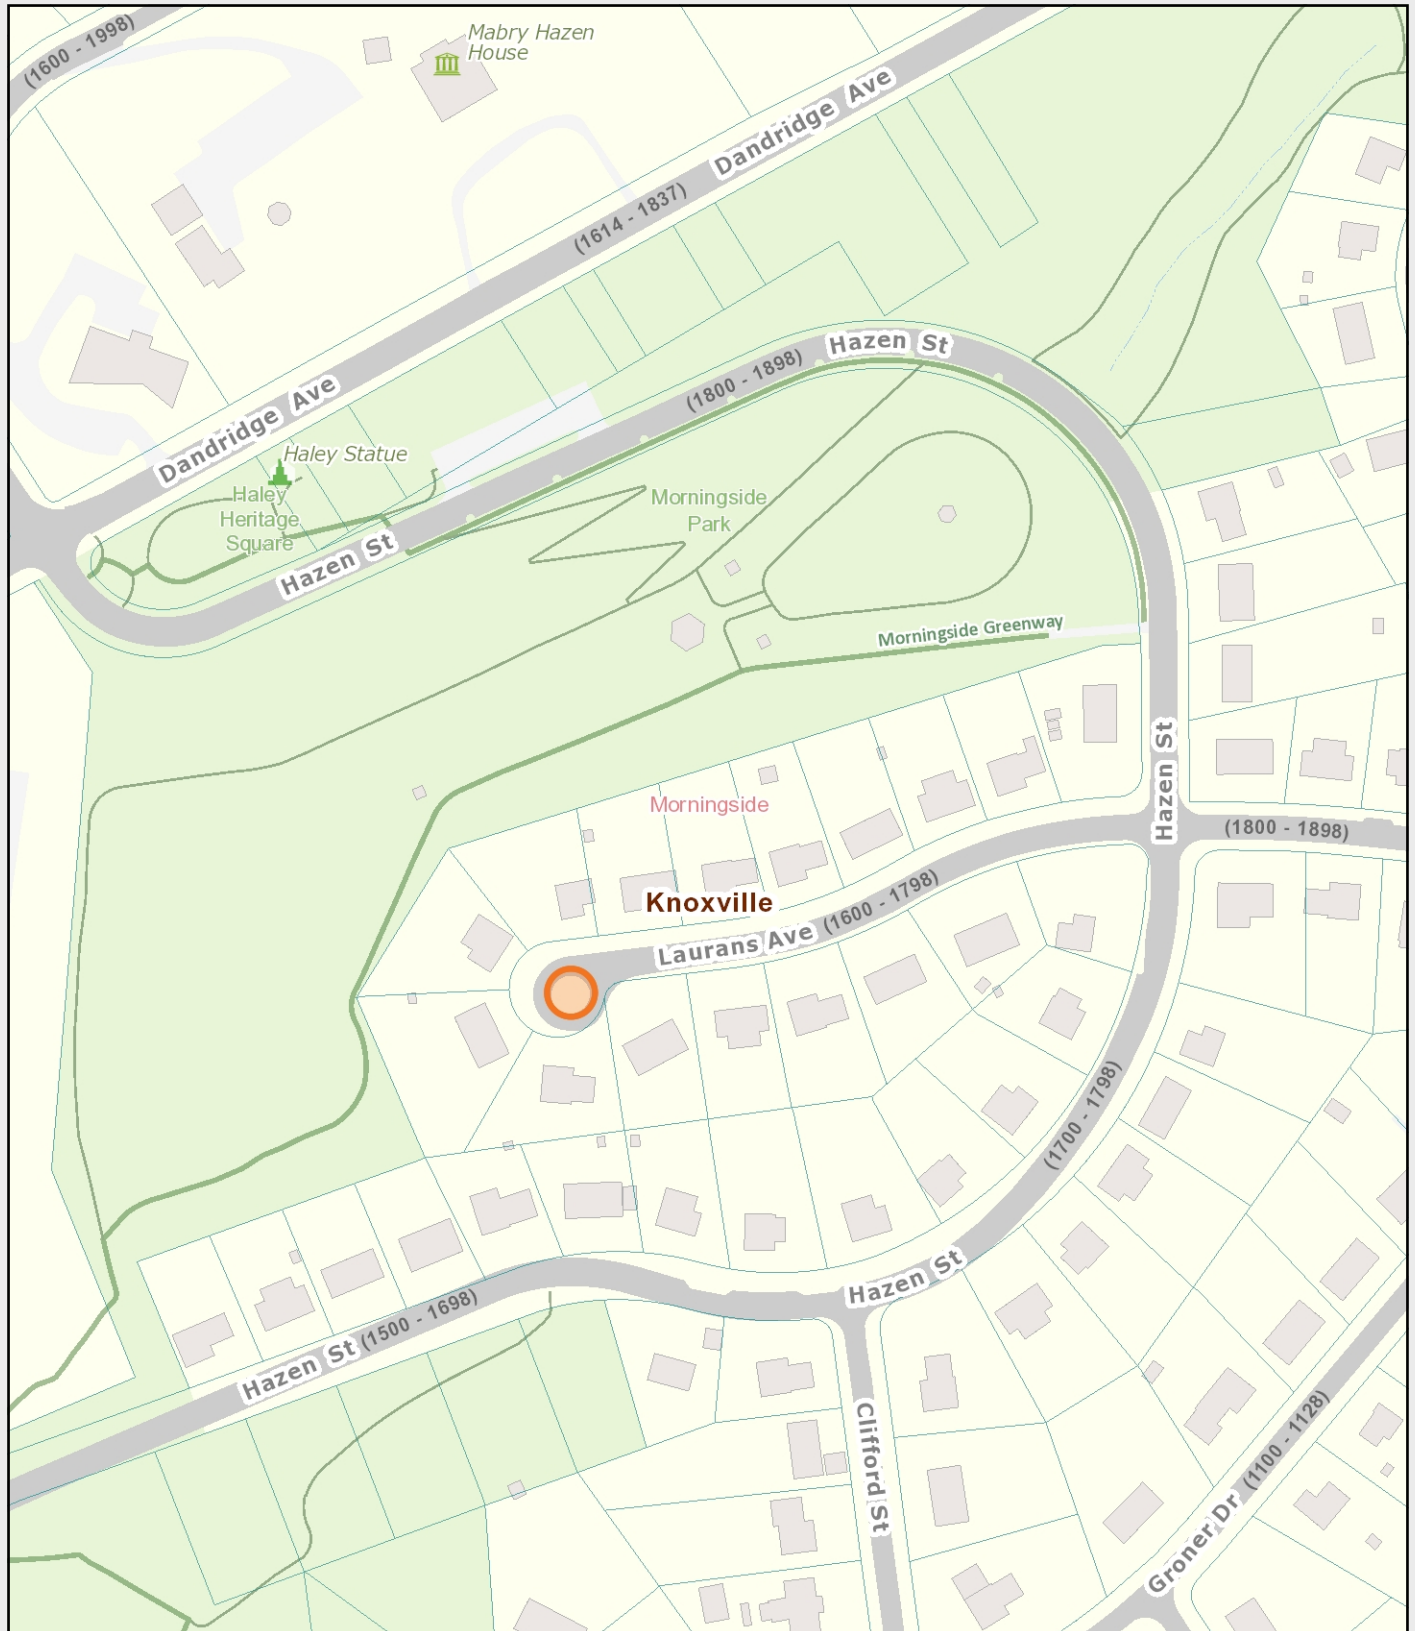 (1600 - 1998)
Mabry Hazen
House
Dandridge Ave
(1614 - 1837)
Hazen St
(1800 - 1898)
Dandridge Ave
Haley Statue
Haley
Heritage
Square
Morningside
Park
Hazen St
Morningside Greenway
Hazen St
Morningside
(1800 - 1898)
Knoxville
(1600 - 1798)
Laurans Ave
(1700 - 1798)
Hazen St
(1500 - 1698)
Hazen St
Clifford St
(1100 - 1128)
Groner Dr